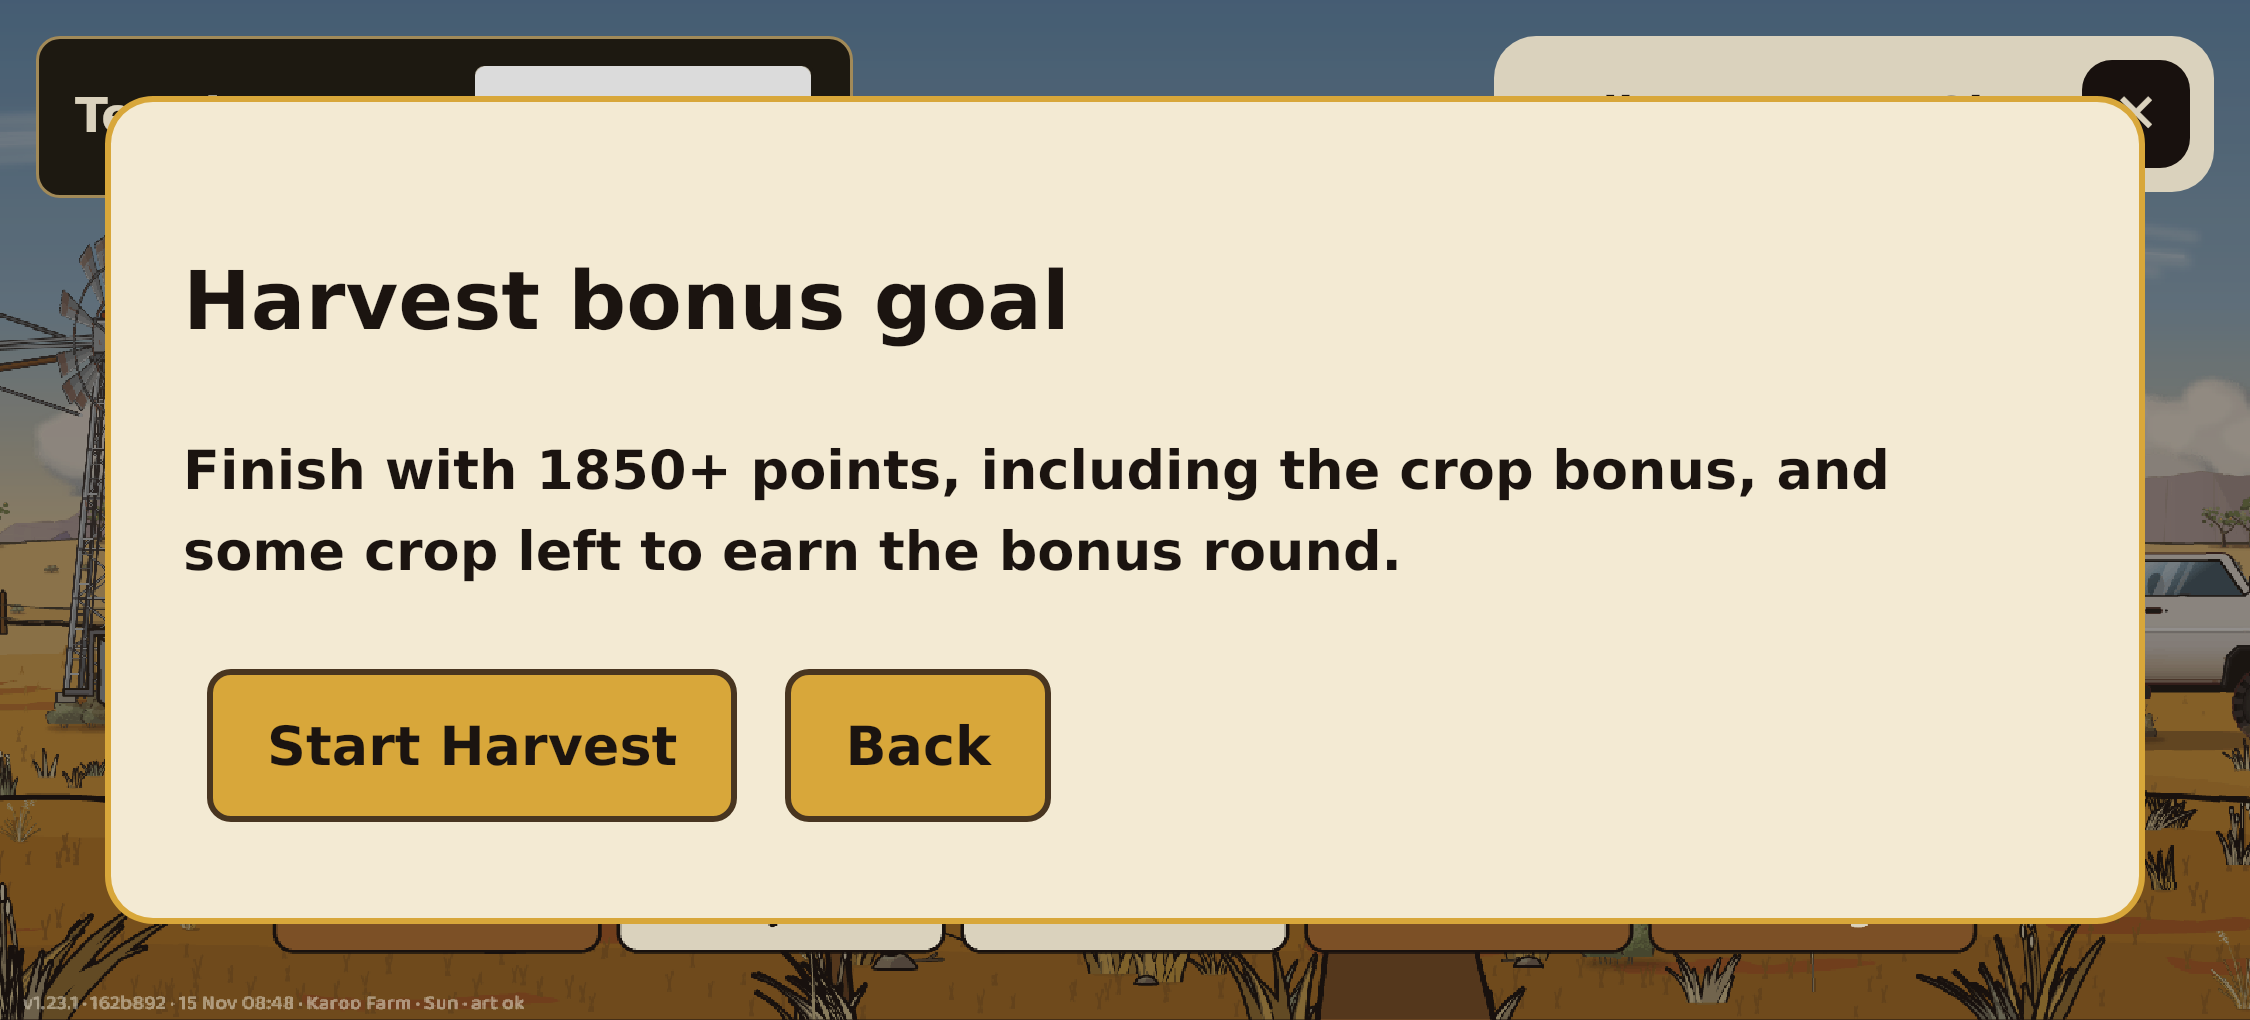 Harvest bonus goal
Finish with 1850+ points, including the crop bonus, and
some crop left to earn the bonus round.
Start Harvest
Back
v1.23.1 · 162b892 · 15 Nov 08:48 · Karoo Farm · Sun · art ok